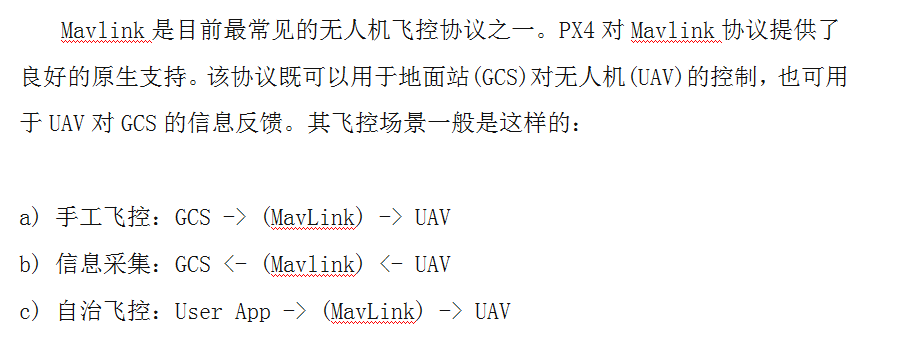 Mavlink 是目前最常见的无人机飞控协议之一。PX4 对 Mavlink 协议提供了
良好的原生支持。该协议既可以用于地面站(GCS)对无人机(UAV)的控制，也可用
于 UAV 对 GCS 的信息反馈。其飞控场景一般是这样的：
a) 手工飞控：GCS -> (MavLink) -> UAV
b) 信息采集：GCS <- (Mavlink) <- UAV
c) 自治飞控：User App -> (MavLink) -> UAV